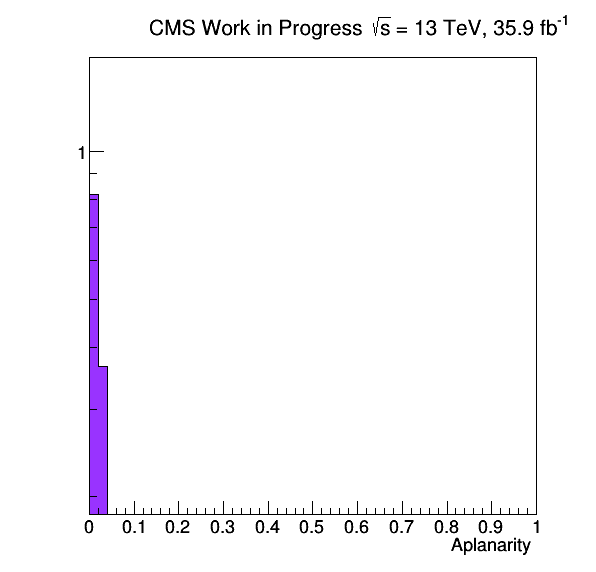 CMS Work in Progress √s = 13 TeV, 35.9 fb⁻¹
1
0 0.1 0.2 0.3 0.4 0.5 0.6 0.7 0.8 0.9 1
Aplanarity